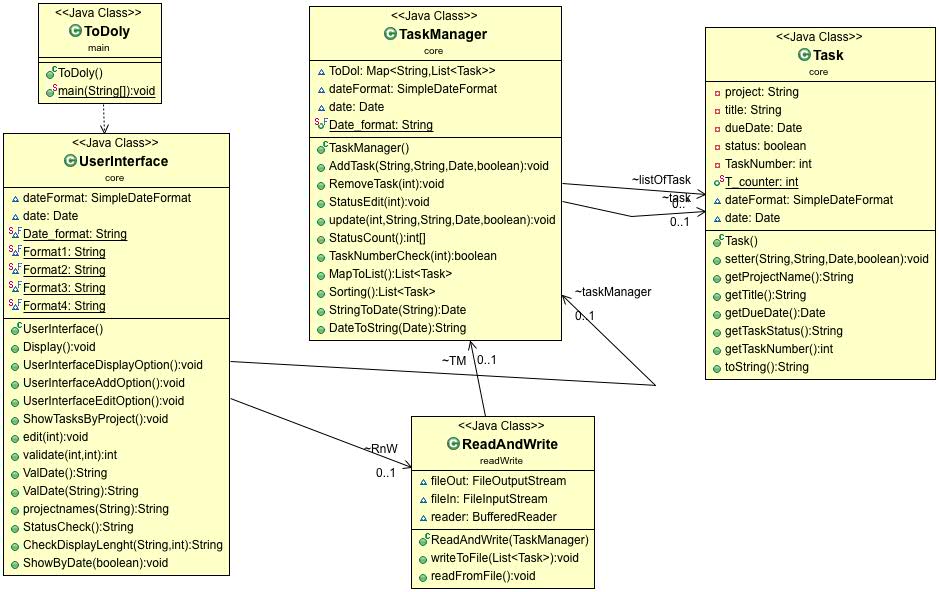 <<Java Class>>
ToDoly
main
ToDoly()
main(String[]):void
<<Java Class>>
UserInterface
core
dateFormat: SimpleDateFormat
date: Date
Date_format: String
Format1: String
Format2: String
Format3: String
Format4: String
UserInterface()
Display():void
UserInterfaceDisplayOption():void
UserInterfaceAddOption():void
UserInterfaceEditOption():void
ShowTasksByProject():void
edit(int):void
validate(int,int):int
ValDate():String
ValDate(String):String
projectnames(String):String
StatusCheck():String
CheckDisplayLenght(String,int):String
ShowByDate(boolean):void
<<Java Class>>
TaskManager
core
ToDol: Map<String,List<Task>>
dateFormat: SimpleDateFormat
date: Date
Date_format: String
TaskManager()
AddTask(String,String,Date,boolean):void
RemoveTask(int):void
StatusEdit(int):void
update(int,String,String,Date,boolean):void
StatusCount():int[]
TaskNumberCheck(int):boolean
MapToList():List<Task>
Sorting():List<Task>
StringToDate(String):Date
DateToString(Date):String
<<Java Class>>
Task
core
project: String
title: String
dueDate: Date
status: boolean
TaskNumber: int
T_counter: int
dateFormat: SimpleDateFormat
date: Date
Task()
setter(String,String,Date,boolean):void
getProjectName():String
getTitle():String
getDueDate():Date
getTaskStatus():String
getTaskNumber():int
toString():String
~listOfTask
~task
0..1
~taskManager
0..1
~TM
0..1
~RnW
0..1
<<Java Class>>
ReadAndWrite
readWrite
fileOut: FileOutputStream
fileIn: FileInputStream
reader: BufferedReader
ReadAndWrite(TaskManager)
writeToFile(List<Task>):void
readFromFile():void